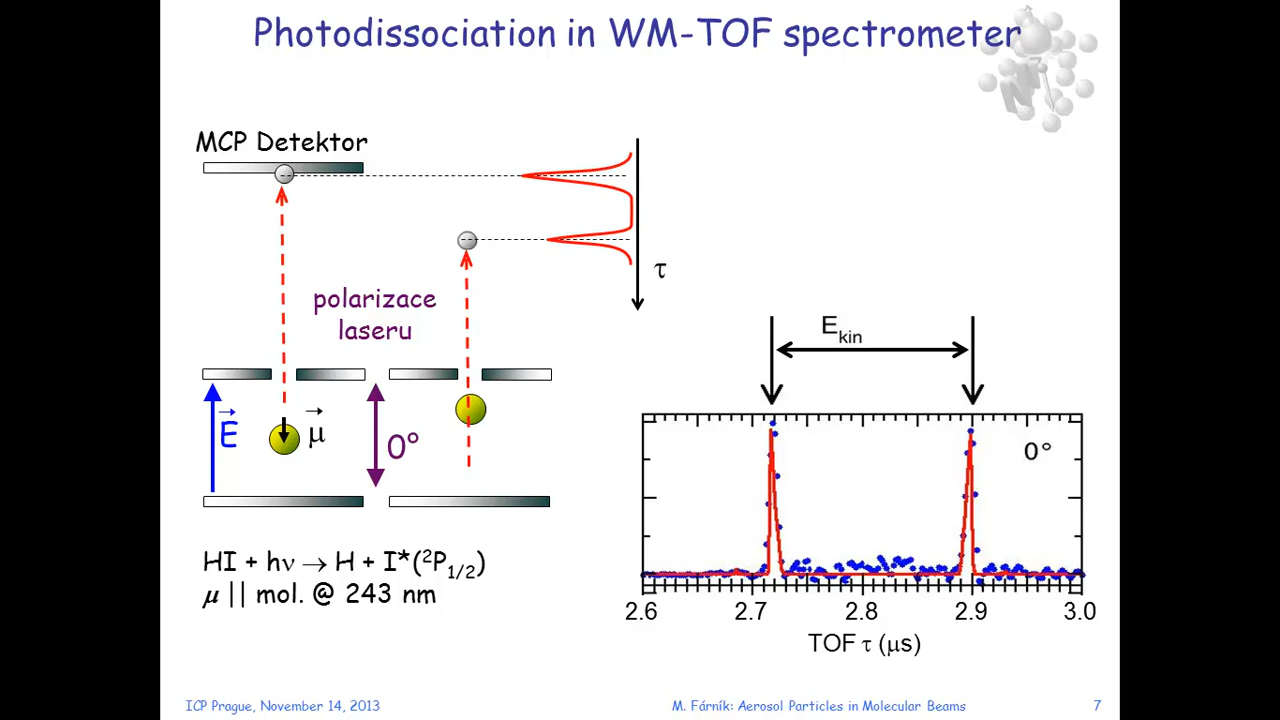 Photodissociation in WM-TOF spectrometer
MCP Detektor
τ
polarizace
laseru
E
μ
0°
HI + hν → H + I*(²P₁/₂)
μ || mol. @ 243 nm
Ekin
0°
2.6 2.7 2.8 2.9 3.0
TOF τ (μs)
ICP Prague, November 14, 2013
M. Fárník: Aerosol Particles in Molecular Beams
7